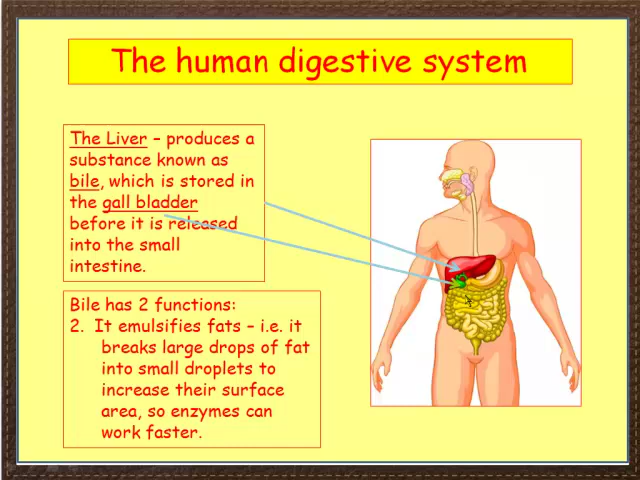 The human digestive system
The Liver – produces a
substance known as
bile, which is stored in
the gall bladder
before it is released
into the small
intestine.
Bile has 2 functions:
2. It emulsifies fats – i.e. it
breaks large drops of fat
into small droplets to
increase their surface
area, so enzymes can
work faster.